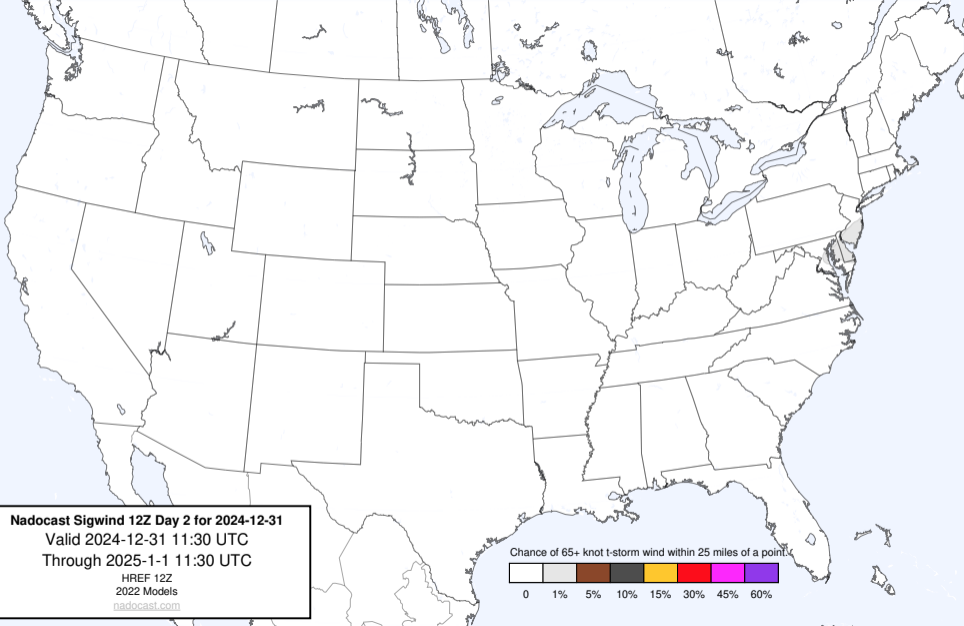 Nadocast Sigwind 12Z Day 2 for 2024-12-31
Valid 2024-12-31 11:30 UTC
Through 2025-1-1 11:30 UTC
HREF 12Z
2022 Models
nadocast.com
Chance of 65+ knot t-storm wind within 25 miles of a point.
0 1% 5% 10% 15% 30% 45% 60%